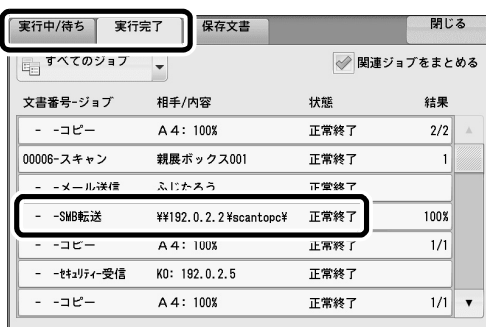 実行中/待ち 実行完了 保存文書 閉じる
すべてのジョブ 関連ジョブをまとめる
文書番号-ジョブ 相手/内容 状態 結果
- -コピー A4: 100% 正常終了 2/2
00006-スキャン 親展ボックス001 正常終了 1
- -メール送信 ふじたろう 正常終了
- -SMB転送 ¥¥192.0.2.2¥scantopc¥ 正常終了 100%
- -コピー A4: 100% 正常終了 1/1
- -セキュリティー受信 KO: 192.0.2.5 正常終了
- -コピー A4: 100% 正常終了 1/1